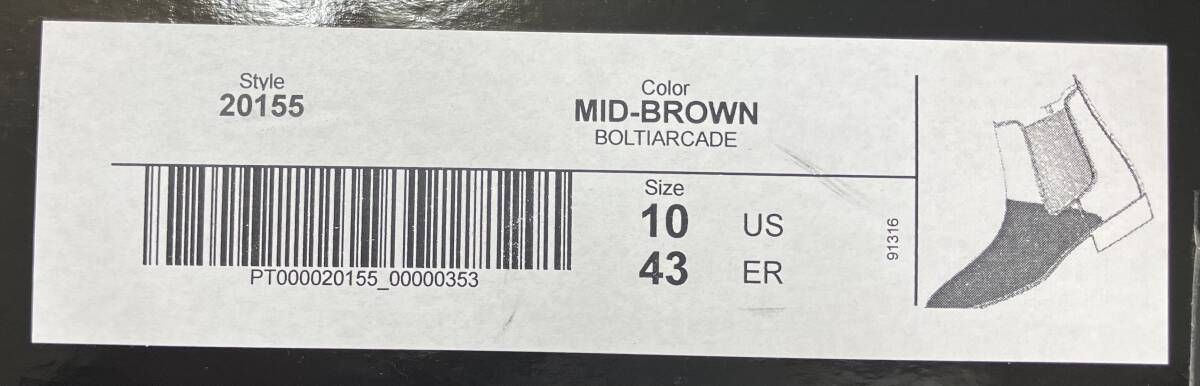 Style
20155
Color
MID-BROWN
BOLTIARCADE
PT000020155_00000353
Size
10 US
43 ER
91316